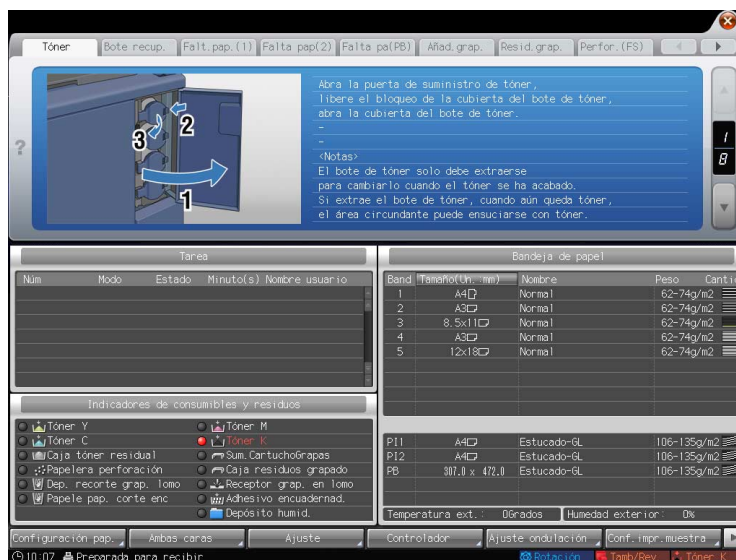 Tóner Bote recup. Falt.pap.(1) Falta pap(2) Falta pa(PB) Añad.grap. Resid.grap. Perfor.(FS)
Abra la puerta de suministro de tóner,
libere el bloqueo de la cubierta del bote de tóner,
abra la cubierta del bote de tóner.
-
-
<Notas>
El bote de tóner solo debe extraerse
para cambiarlo cuando el tóner se ha acabado.
Si extrae el bote de tóner, cuando aún queda tóner,
el área circundante puede ensuciarse con tóner.
?
3 2
1
1
8
Tarea
Núm Modo Estado Minuto(s) Nombre usuario
Bandeja de papel
Band Tamaño(Un.:mm) Nombre Peso Canti
1 A4 Normal 62-74g/m2
2 A3 Normal 62-74g/m2
3 8.5x11 Normal 62-74g/m2
4 A3 Normal 62-74g/m2
5 12x18 Normal 62-74g/m2
PI1 A4 Estucado-GL 106-135g/m2
PI2 A4 Estucado-GL 106-135g/m2
PB 307.0 x 472.0 Estucado-GL 106-135g/m2
Temperatura ext.: 0Grados Humedad exterior: 0%
Indicadores de consumibles y residuos
Tóner Y Tóner M
Tóner C Tóner K
Caja tóner residual Sum.CartuchoGrapas
Papelera perforación Caja residuos grapado
Dep. recorte grap. lomo Receptor grap. en lomo
Papele pap. corte enc Adhesivo encuadernad.
Depósito humid.
Configuración pap. Ambas caras Ajuste Controlador Ajuste ondulación Conf.impr.muestra
10:07 Preparada para recibir Rotación Tamb/Rev Tóner K